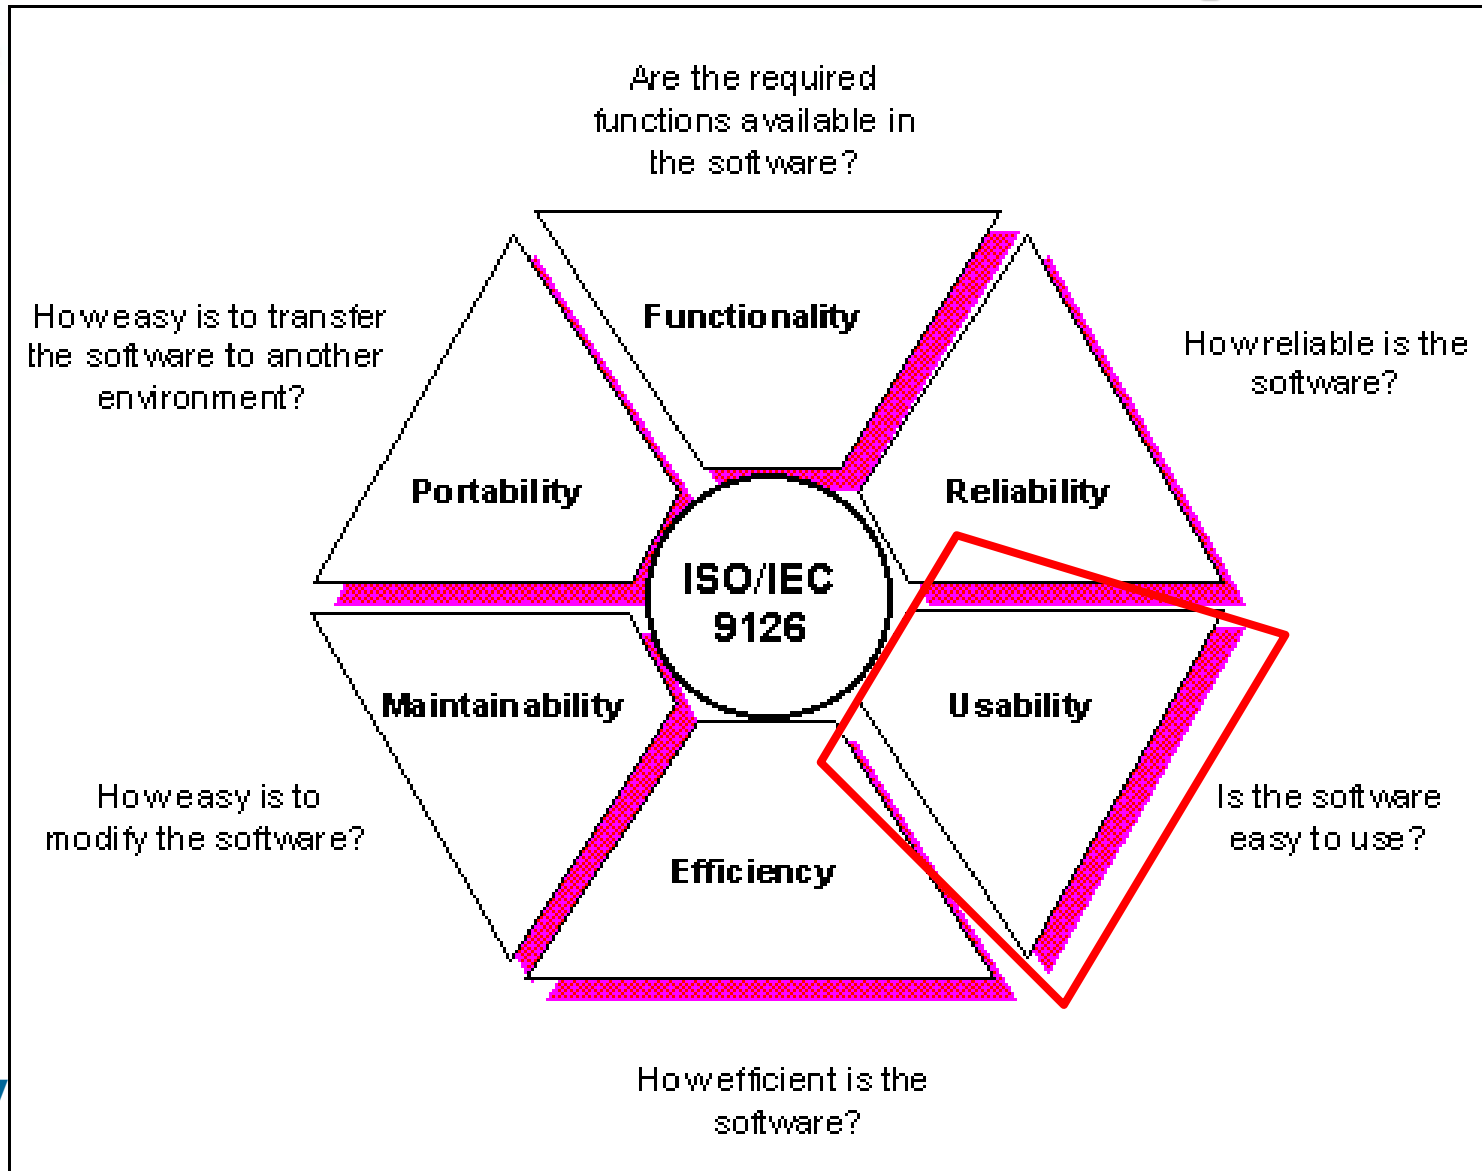 Are the required
functions available in
the software?
Functionality
How easy is to transfer
the software to another
environment?
How reliable is the
software?
Portability
Reliability
ISO/IEC
9126
Maintainability
Usability
How easy is to
modify the software?
Is the software
easy to use?
Efficiency
How efficient is the
software?